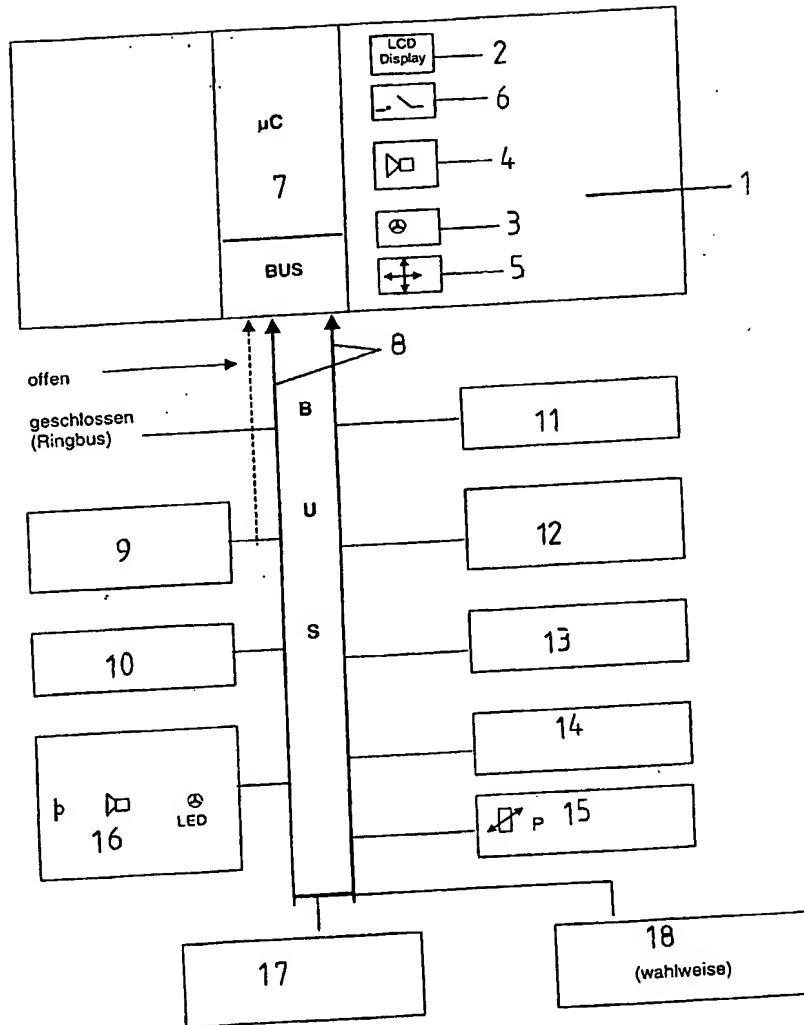 LCD
Display
2
6
µC
4
7
1
3
BUS
5
8
offen
B
geschlossen
(Ringbus)
11
U
9
12
S
10
13
14
16
LED
P 15
17
18
(wahlweise)